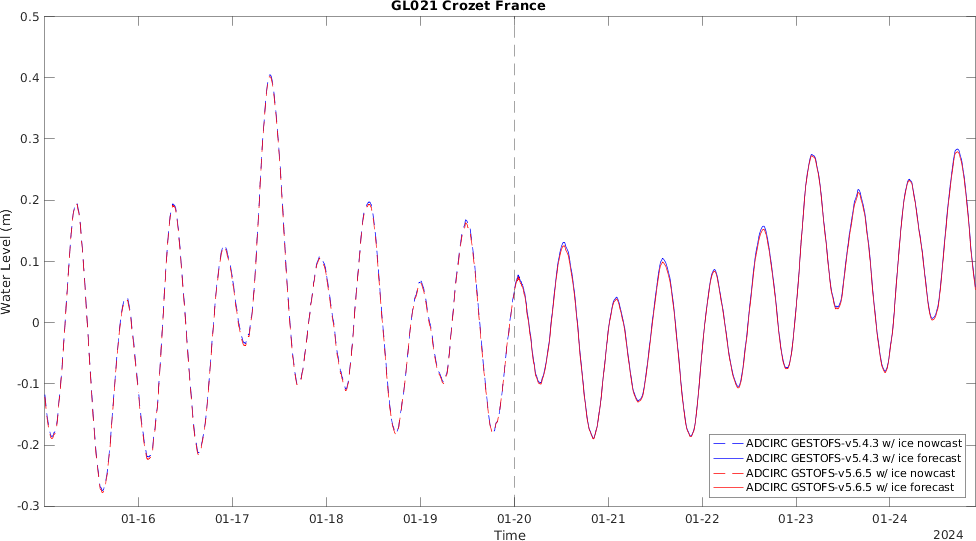 GL021 Crozet France
0.5
0.4
0.3
0.2
0.1
0
-0.1
-0.2
-0.3
Water Level (m)
ADCIRC GESTOFS-v5.4.3 w/ ice nowcast
ADCIRC GESTOFS-v5.4.3 w/ ice forecast
ADCIRC GSTOFS-v5.6.5 w/ ice nowcast
ADCIRC GSTOFS-v5.6.5 w/ ice forecast
01-16 01-17 01-18 01-19 01-20 01-21 01-22 01-23 01-24
Time
2024